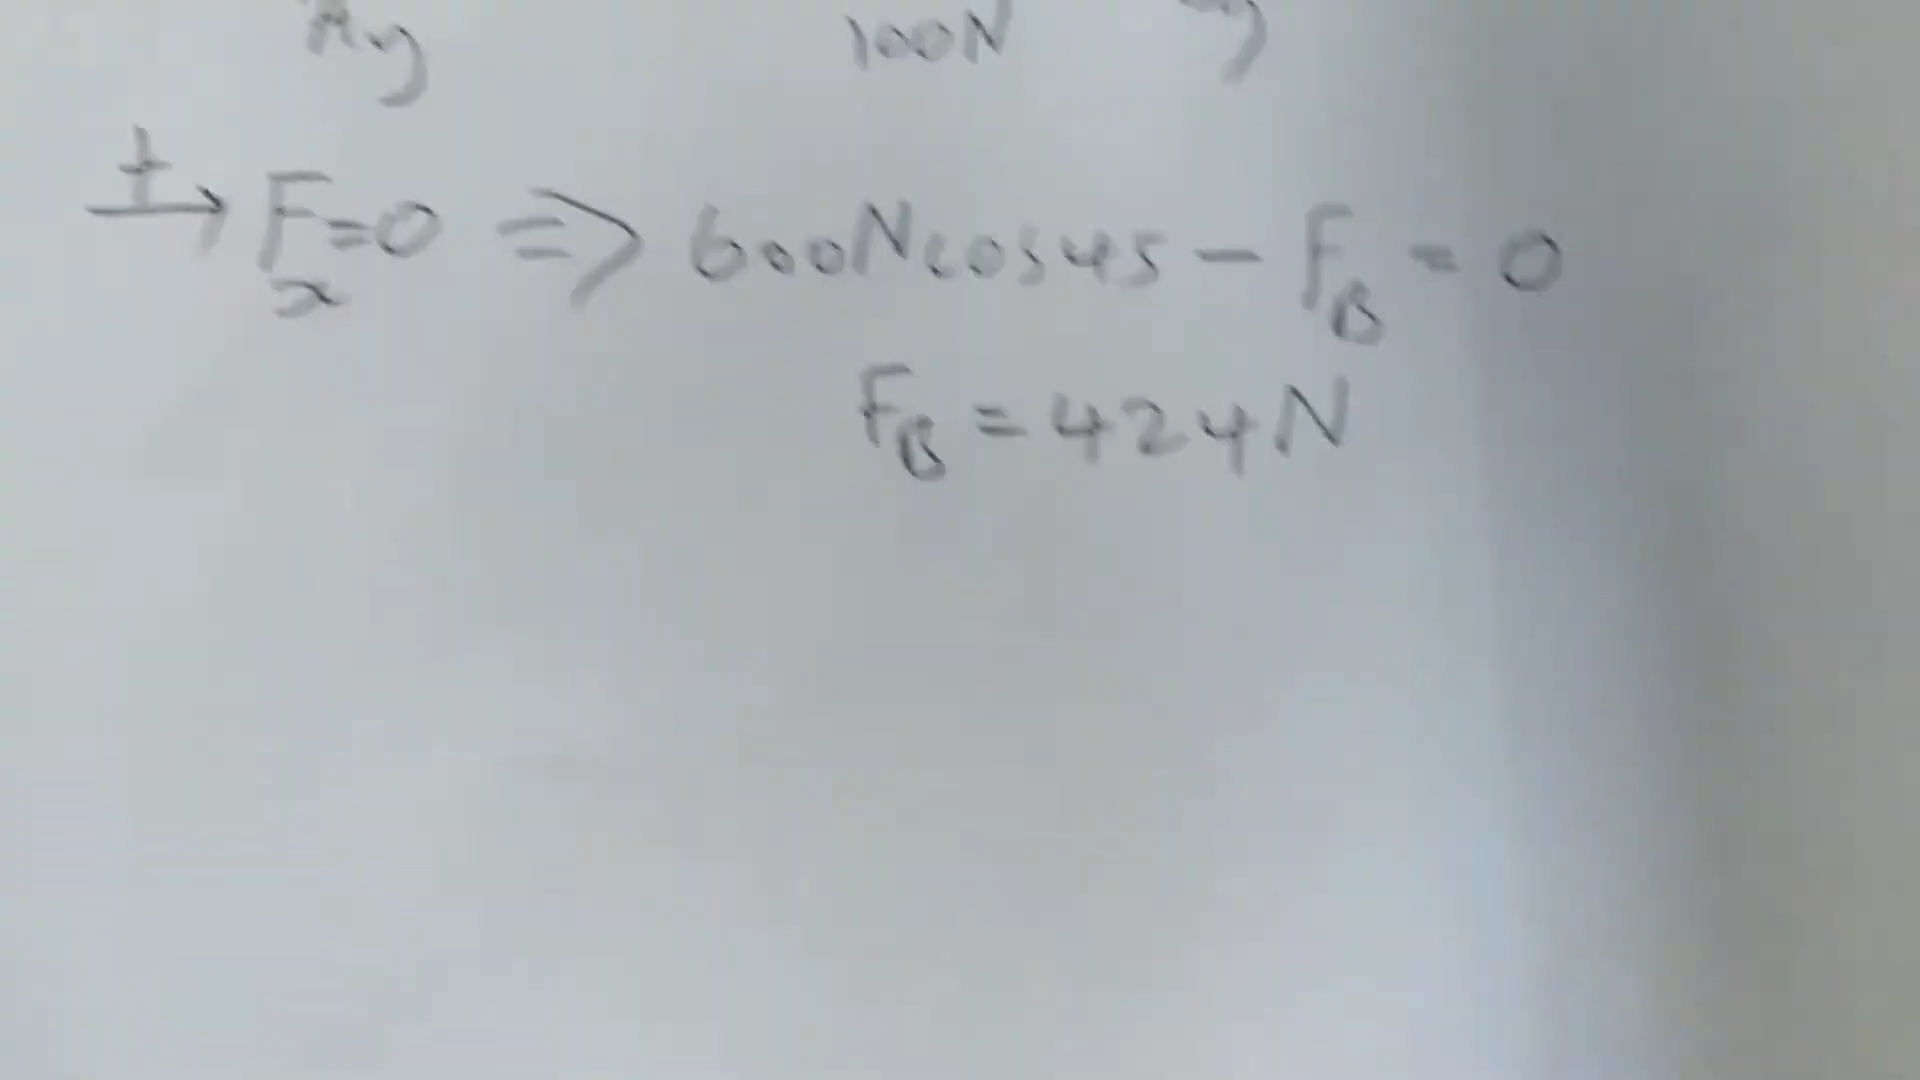 Ay 100N y
+→ Fx=0 => 600Ncos45 - FB = 0
FB = 424N